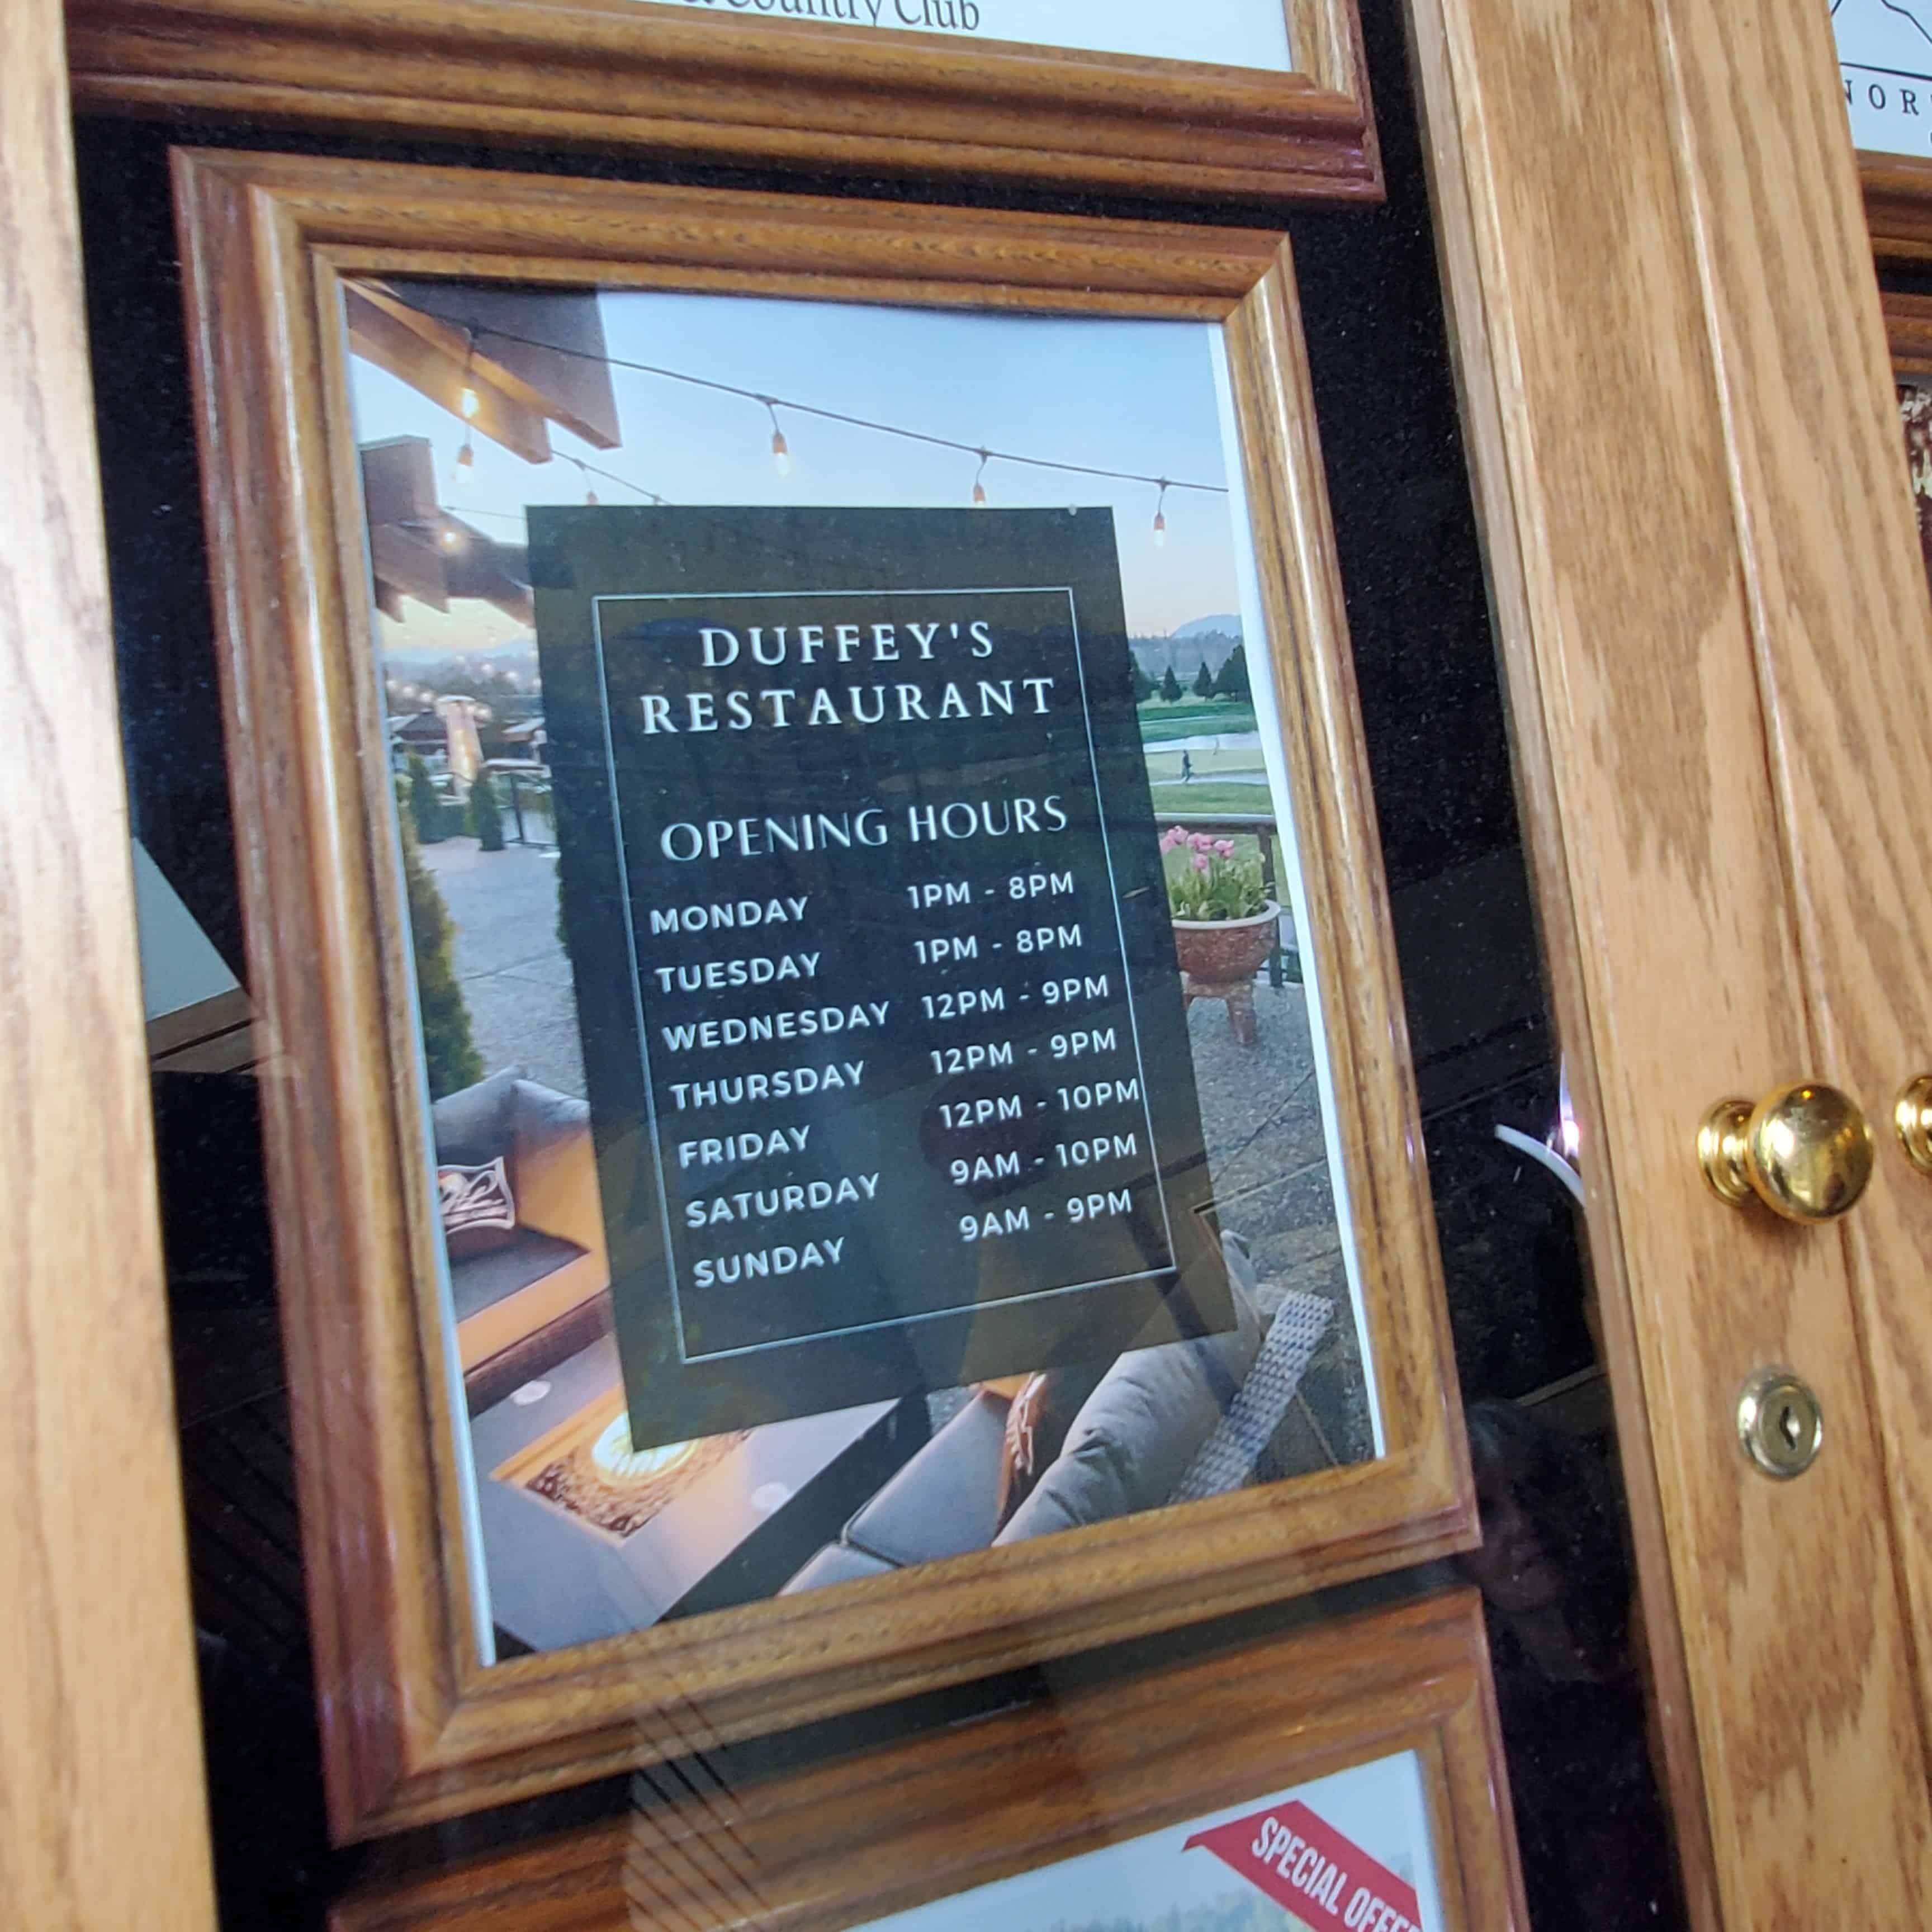 Country Club
NOR
DUFFEY'S
RESTAURANT
OPENING HOURS
MONDAY 1PM - 8PM
TUESDAY 1PM - 8PM
WEDNESDAY 12PM - 9PM
THURSDAY 12PM - 9PM
FRIDAY 12PM - 10PM
SATURDAY 9AM - 10PM
SUNDAY 9AM - 9PM
SPECIAL OFFE